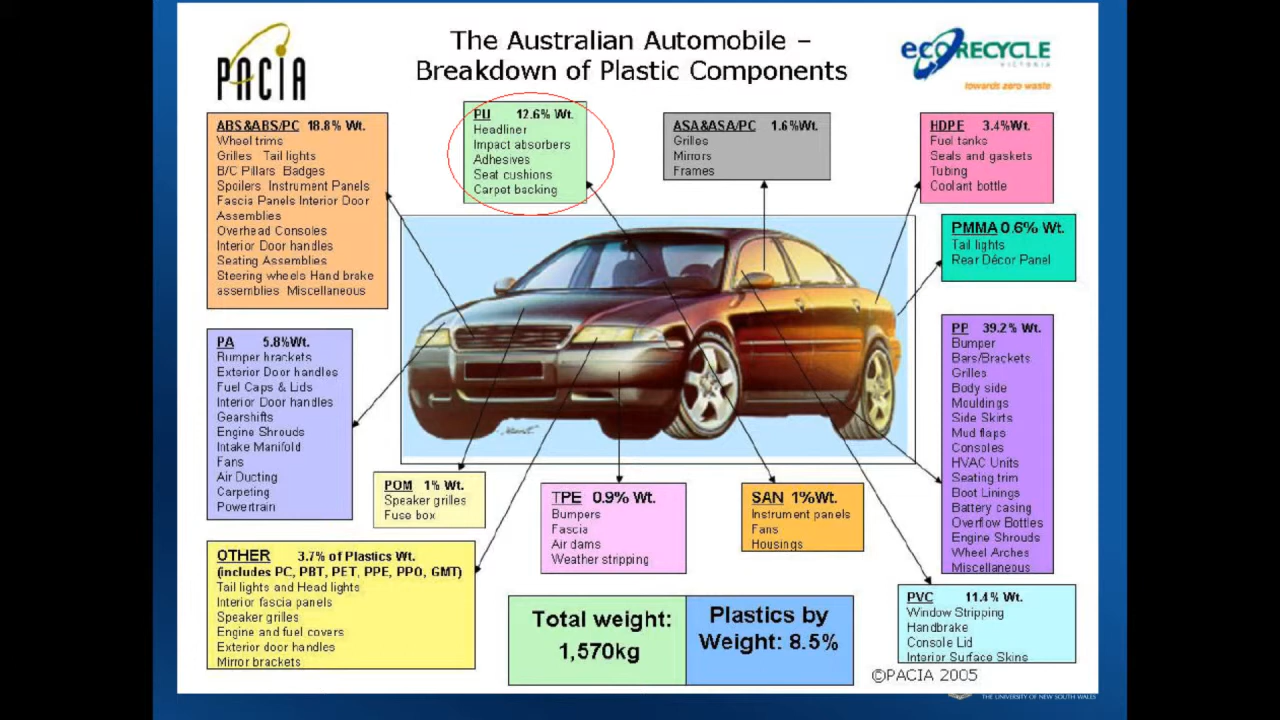 PACIA
The Australian Automobile –
Breakdown of Plastic Components
ecoRECYCLE
VICTORIA
towards zero waste
ABS&ABS/PC 18.8% Wt.
Wheel trims
Grilles Tail lights
B/C Pillars Badges
Spoilers Instrument Panels
Fascia Panels Interior Door
Assemblies
Overhead Consoles
Interior Door handles
Seating Assemblies
Steering wheels Hand brake
assemblies Miscellaneous
PU 12.6% Wt.
Headliner
Impact absorbers
Adhesives
Seat cushions
Carpet backing
ASA&ASA/PC 1.6%Wt.
Grilles
Mirrors
Frames
HDPE 3.4%Wt.
Fuel tanks
Seals and gaskets
Tubing
Coolant bottle
PMMA 0.6% Wt.
Tail lights
Rear Décor Panel
PA 5.8%Wt.
Bumper brackets
Exterior Door handles
Fuel Caps & Lids
Interior Door handles
Gearshifts
Engine Shrouds
Intake Manifold
Fans
Air Ducting
Carpeting
Powertrain
PP 39.2% Wt.
Bumper
Bars/Brackets
Grilles
Body side
Mouldings
Side Skirts
Mud flaps
Consoles
HVAC Units
Seating trim
Boot Linings
Battery casing
Overflow Bottles
Engine Shrouds
Wheel Arches
Miscellaneous
POM 1% Wt.
Speaker grilles
Fuse box
TPE 0.9% Wt.
Bumpers
Fascia
Air dams
Weather stripping
SAN 1%Wt.
Instrument panels
Fans
Housings
OTHER 3.7% of Plastics Wt.
(includes PC, PBT, PET, PPE, PPO, GMT)
Tail lights and Head lights
Interior fascia panels
Speaker grilles
Engine and fuel covers
Exterior door handles
Mirror brackets
PVC 11.4% Wt.
Window Stripping
Handbrake
Console Lid
Interior Surface Skins
Total weight:
1,570kg
Plastics by
Weight: 8.5%
©PACIA 2005
THE UNIVERSITY OF NEW SOUTH WALES